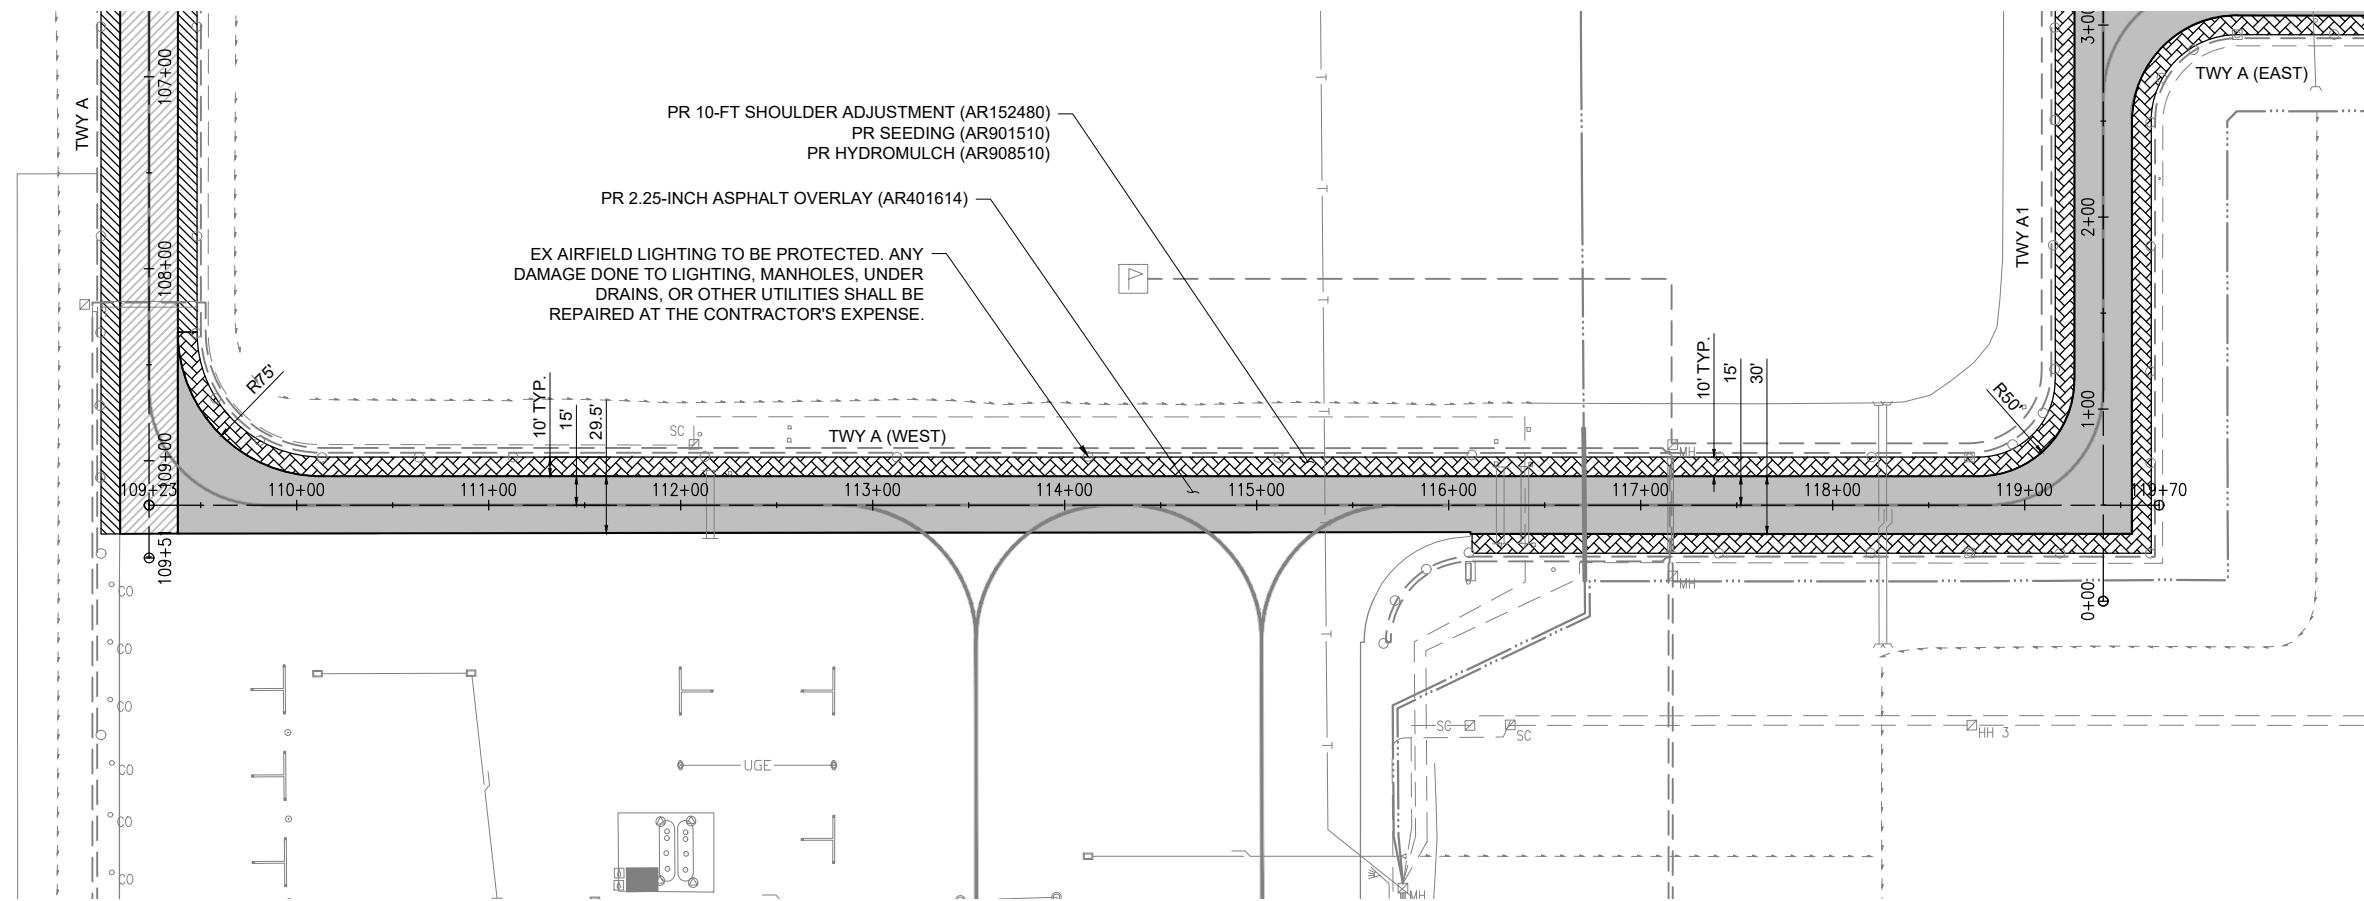 TWY A
107+00
108+00
109+00
109+23
109+51
R75'
PR 10-FT SHOULDER ADJUSTMENT (AR152480)
PR SEEDING (AR901510)
PR HYDROMULCH (AR908510)
PR 2.25-INCH ASPHALT OVERLAY (AR401614)
EX AIRFIELD LIGHTING TO BE PROTECTED. ANY
DAMAGE DONE TO LIGHTING, MANHOLES, UNDER
DRAINS, OR OTHER UTILITIES SHALL BE
REPAIRED AT THE CONTRACTOR'S EXPENSE.
10' TYP.
15'
29.5'
SC
TWY A (WEST)
T
T
T
T
T
T
10' TYP.
15'
30'
MH
R50'
TWY A1
3+00
2+00
1+00
0+00
TWY A (EAST)
110+00
111+00
112+00
113+00
114+00
115+00
116+00
117+00
118+00
119+00
119+70
MH
CO
CO
CO
CO
CO
CO
UGE
SC
SC
HH 3
MH